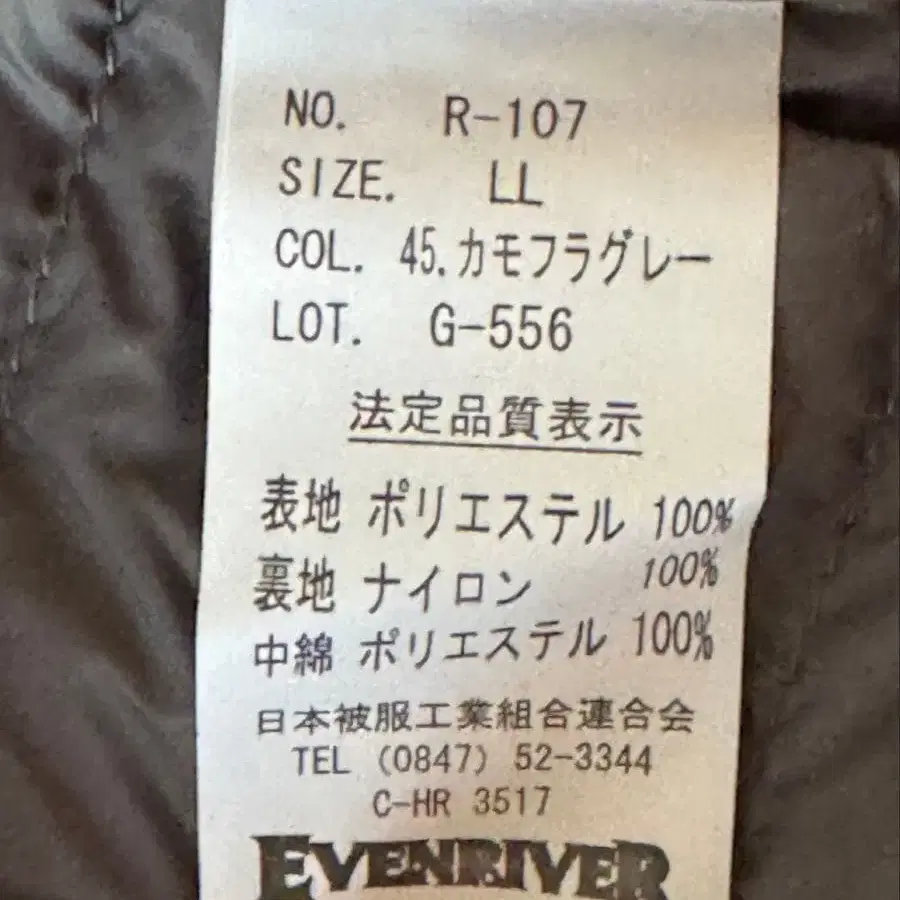 NO. R-107
SIZE. LL
COL. 45.カモフラグレー
LOT. G-556
法定品質表示
表地 ポリエステル 100%
裏地 ナイロン 100%
中綿 ポリエステル 100%
日本被服工業組合連合会
TEL (0847) 52-3344
C-HR 3517
EVENRIVER